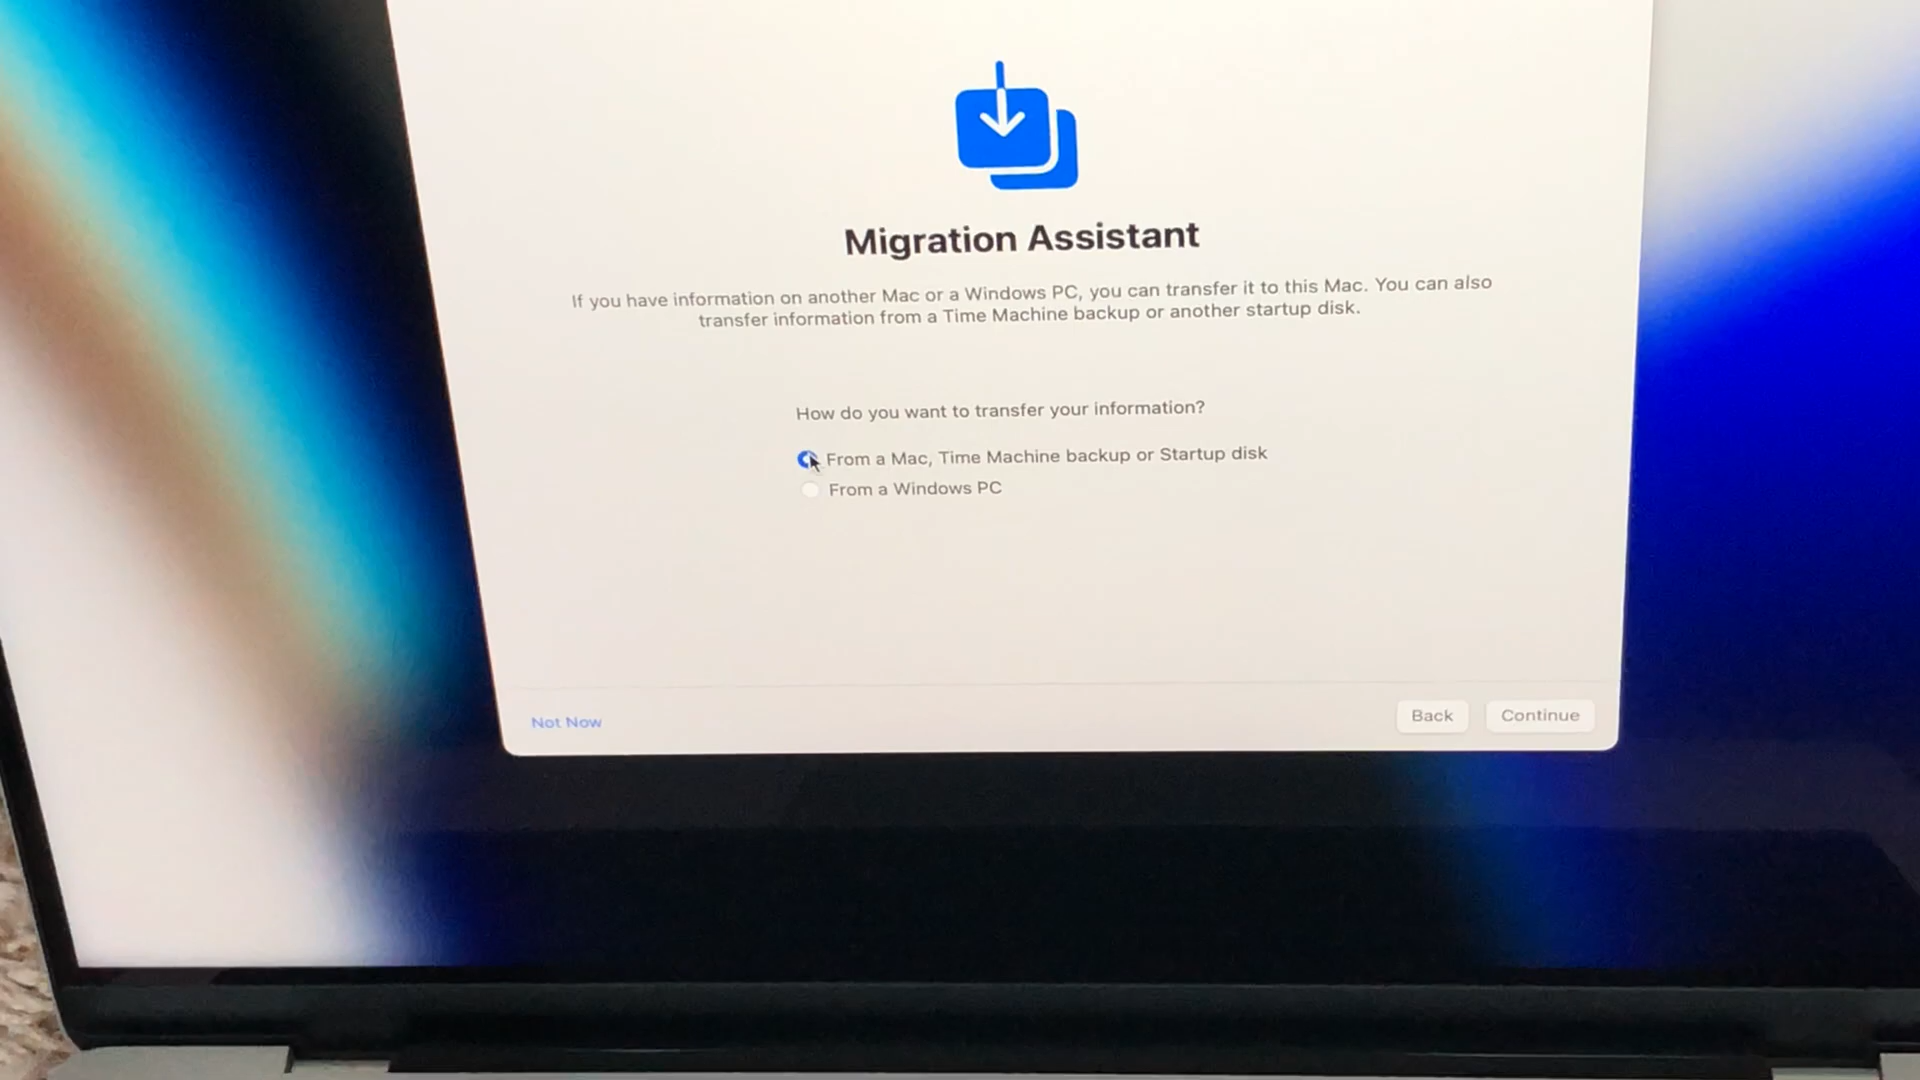 Migration Assistant
If you have information on another Mac or a Windows PC, you can transfer it to this Mac. You can also
transfer information from a Time Machine backup or another startup disk.
How do you want to transfer your information?
From a Mac, Time Machine backup or Startup disk
From a Windows PC
Not Now
Back
Continue